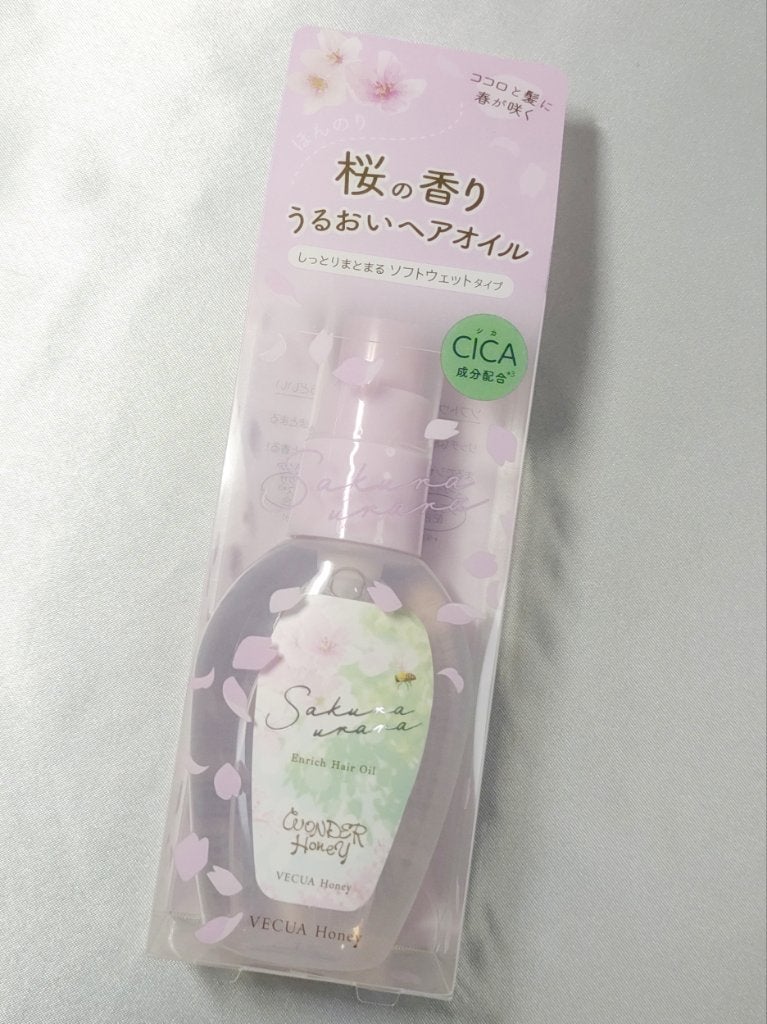 ココロと髪に
春が咲く
ほんのり
桜の香り
うるおいヘアオイル
しっとりまとまる ソフトウェットタイプ
シカ
CICA
成分配合*3
Sakura
urara
Sakura
urara
Enrich Hair Oil
WONDER
Honey
VECUA Honey
VECUA Honey